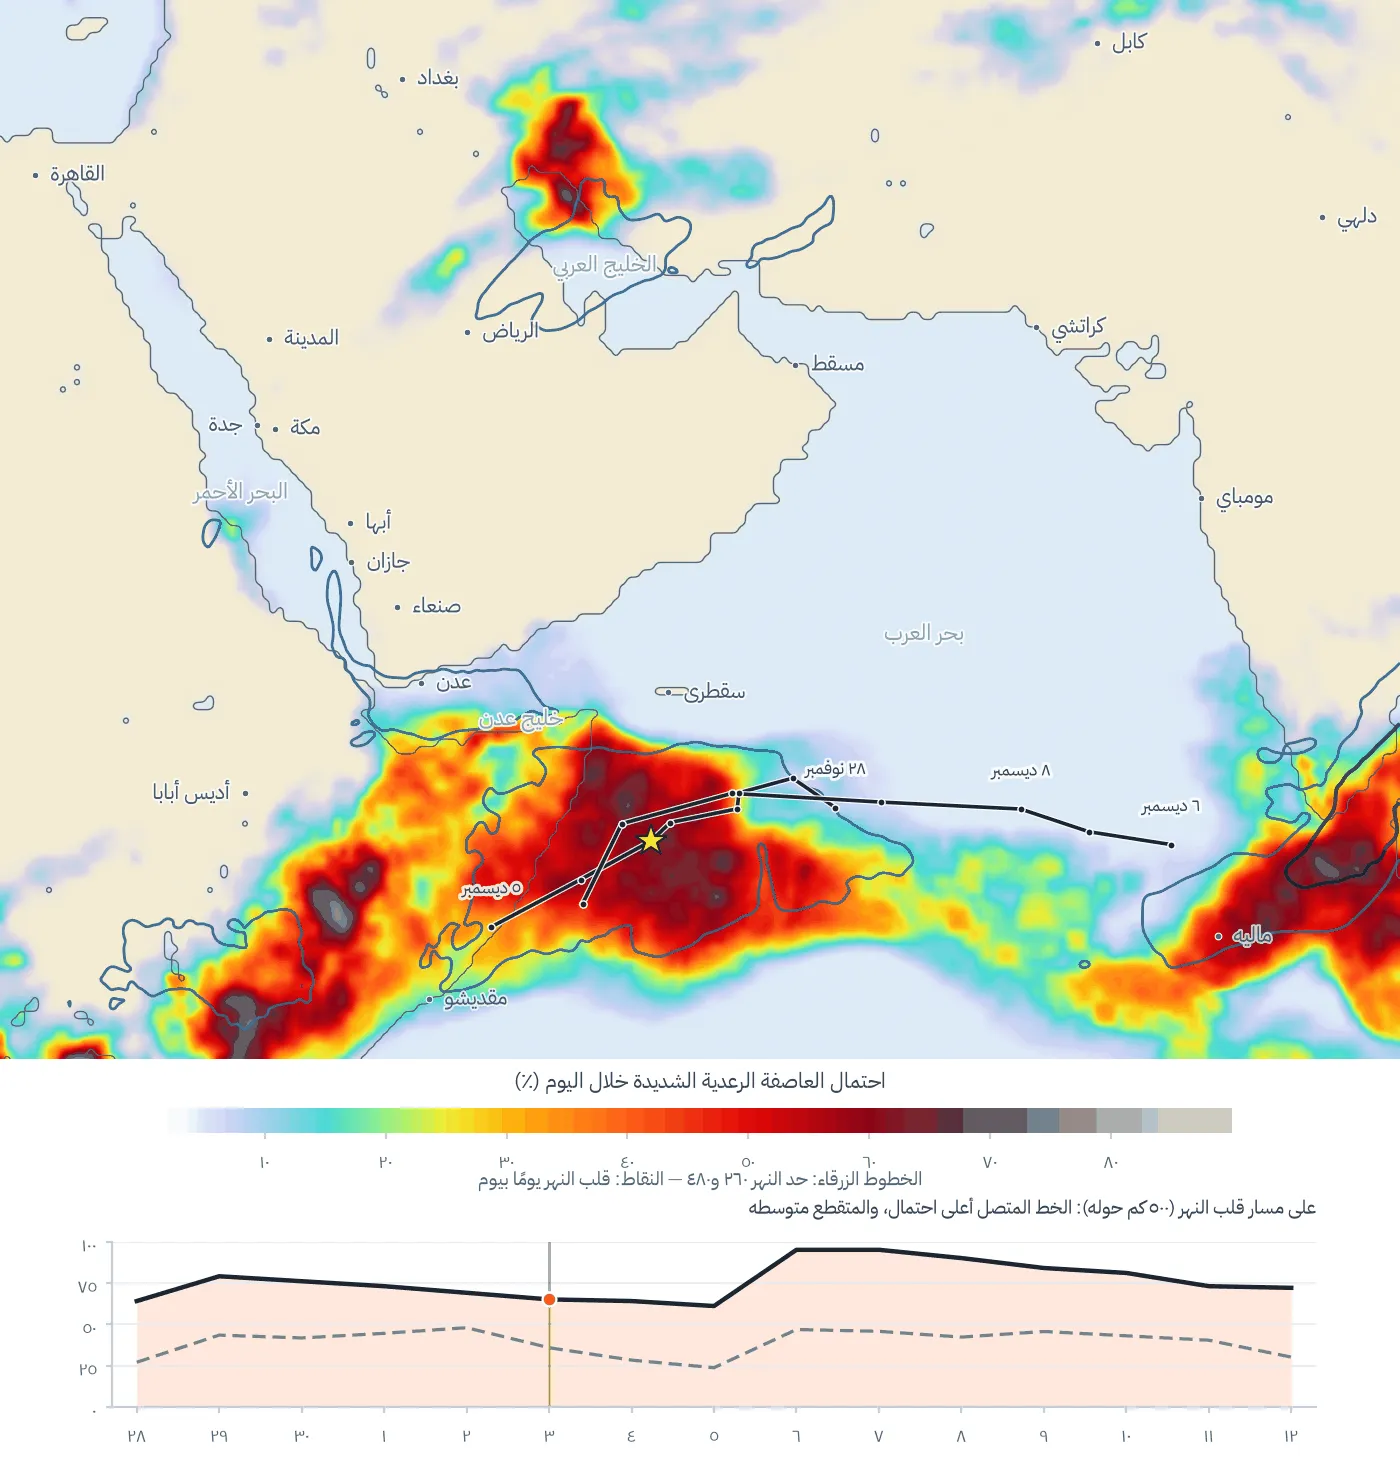 كابل
بغداد
القاهرة
دلهي
الخليج العربي
الرياض
المدينة
كراتشي
مسقط
جدة
مكة
البحر الأحمر
مومباي
أبها
جازان
صنعاء
بحر العرب
عدن
سقطرى
خليج عدن
٢٨ نوفمبر
٨ ديسمبر
أديس أبابا
٦ ديسمبر
٥ ديسمبر
ماليه
مقديشو
احتمال العاصفة الرعدية الشديدة خلال اليوم (٪)
١٠ ٢٠ ٣٠ ٤٠ ٥٠ ٦٠ ٧٠ ٨٠
الخطوط الزرقاء: حد النهر ٢٦٠ و٤٨٠ — النقاط: قلب النهر يومًا بيوم
على مسار قلب النهر (٥٠٠ كم حوله): الخط المتصل أعلى احتمال، والمتقطع متوسطه
١٠٠
٧٥
٥٠
٢٥
٠
٢٨ ٢٩ ٣٠ ١ ٢ ٣ ٤ ٥ ٦ ٧ ٨ ٩ ١٠ ١١ ١٢